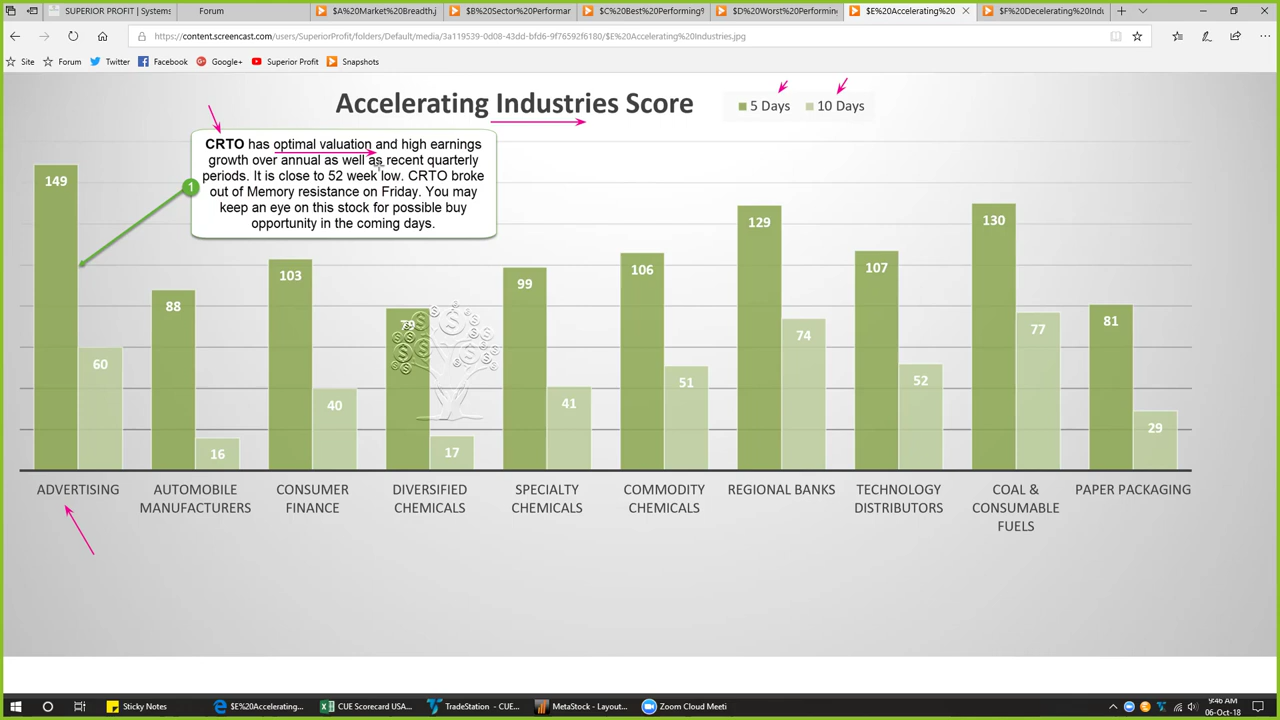 SUPERIOR PROFIT | Systems
Forum
$A%20Market%20Breadth.j
$B%20Sector%20Performar
$C%20Best%20Performing%
$D%20Worst%20Performing
$E%20Accelerating%20
$F%20Decelerating%20Indu
https://content.screencast.com/users/SuperiorProfit/folders/Default/media/3a119539-0d08-43dd-bfd6-9f76592f6180/$E%20Accelerating%20Industries.jpg
Site
Forum
Twitter
Facebook
Google+
Superior Profit
Snapshots
Accelerating Industries Score
5 Days
10 Days
CRTO has optimal valuation and high earnings
growth over annual as well as recent quarterly
periods. It is close to 52 week low. CRTO broke
out of Memory resistance on Friday. You may
keep an eye on this stock for possible buy
opportunity in the coming days.
1
149
60
88
16
103
40
79
17
99
41
106
51
129
74
107
52
130
77
81
29
ADVERTISING
AUTOMOBILE
MANUFACTURERS
CONSUMER
FINANCE
DIVERSIFIED
CHEMICALS
SPECIALTY
CHEMICALS
COMMODITY
CHEMICALS
REGIONAL BANKS
TECHNOLOGY
DISTRIBUTORS
COAL &
CONSUMABLE
FUELS
PAPER PACKAGING
Sticky Notes
$E%20Accelerating...
CUE Scorecard USA...
TradeStation - CUE...
MetaStock - Layout...
Zoom Cloud Meeti
9:46 AM
06-Oct-18